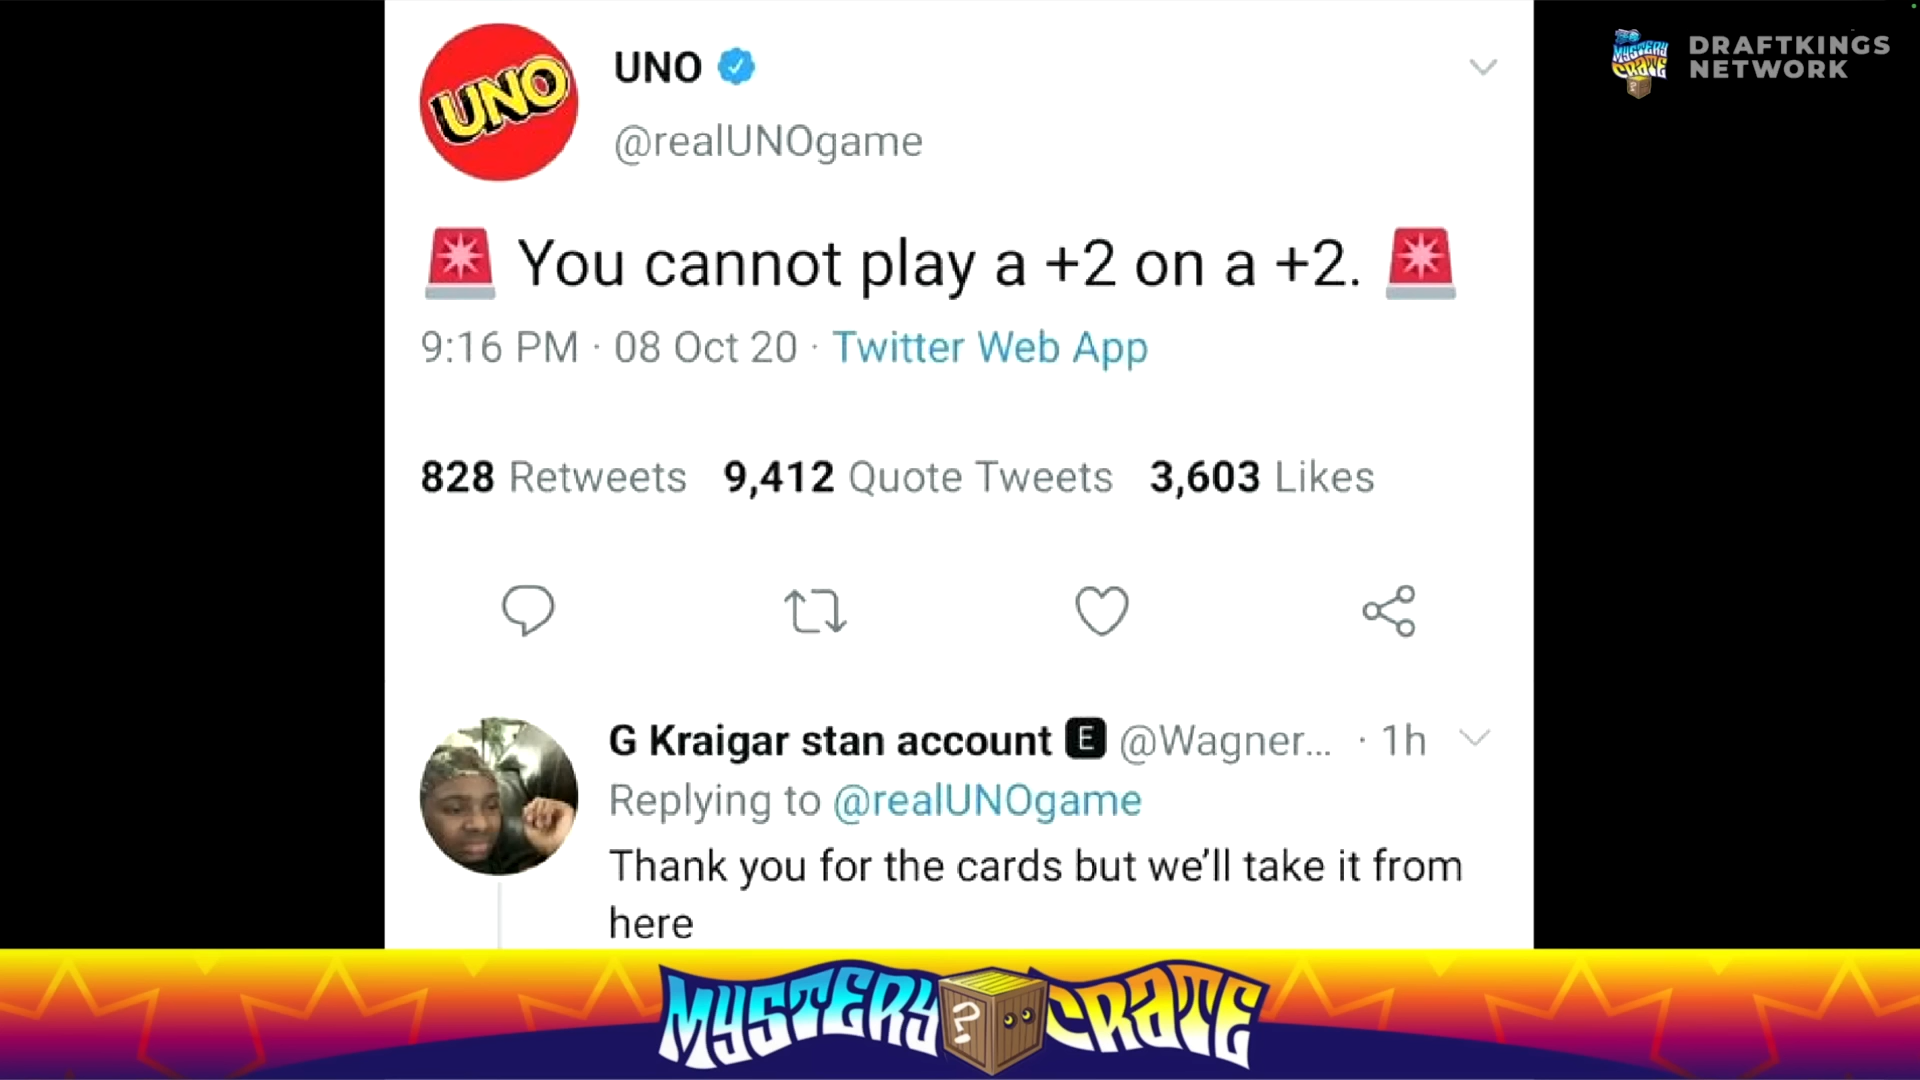 UNO
UNO
@realUNOgame
MYSTERY CRATE
DRAFTKINGS
NETWORK
🚨 You cannot play a +2 on a +2. 🚨
9:16 PM · 08 Oct 20 · Twitter Web App
828 Retweets 9,412 Quote Tweets 3,603 Likes
G Kraigar stan account E @Wagner... · 1h
Replying to @realUNOgame
Thank you for the cards but we'll take it from
here
MYSTERY ? CRATE